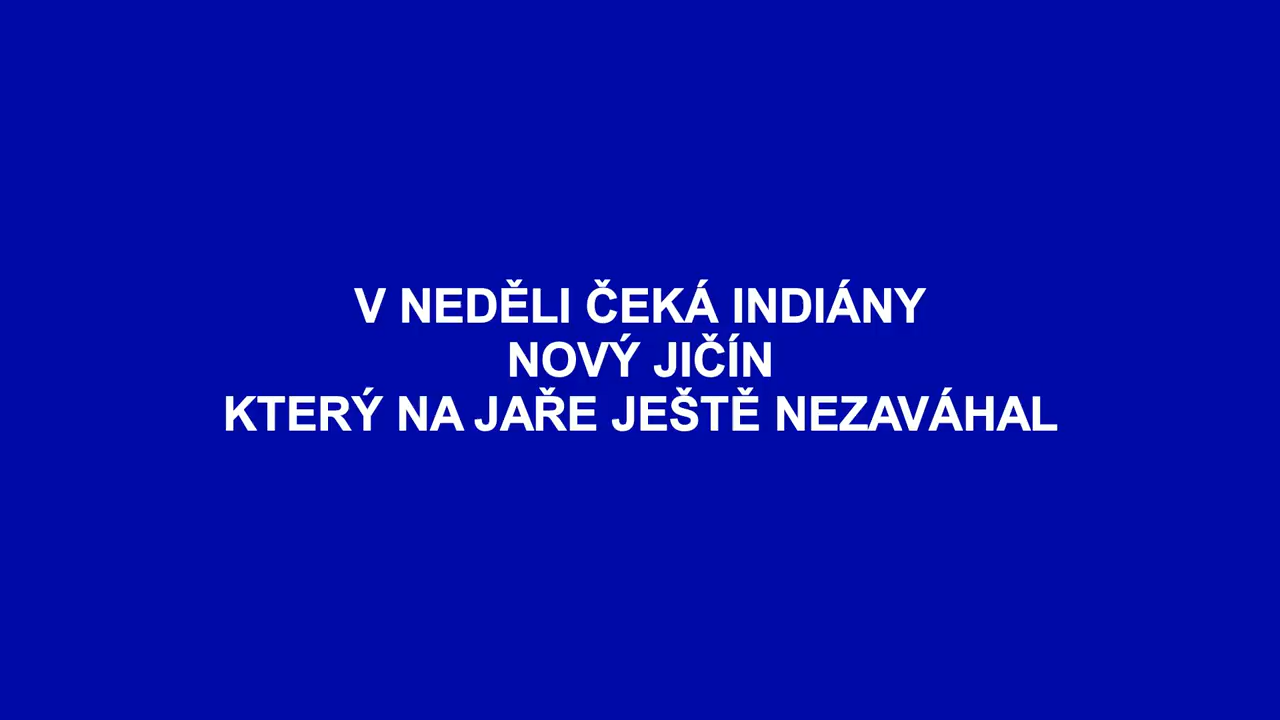 V NEDĚLI ČEKÁ INDIÁNY
NOVÝ JIČÍN
KTERÝ NA JAŘE JEŠTĚ NEZAVÁHAL